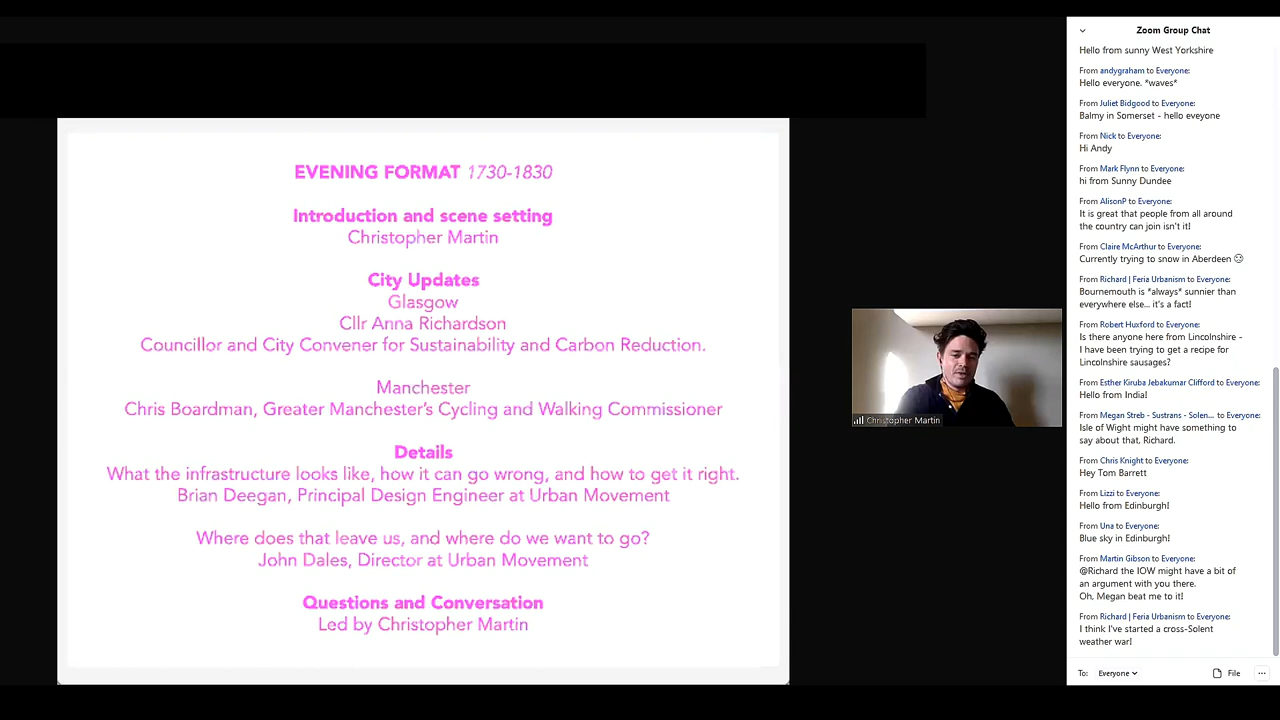 EVENING FORMAT 1730-1830
Introduction and scene setting
Christopher Martin
City Updates
Glasgow
Cllr Anna Richardson
Councillor and City Convener for Sustainability and Carbon Reduction.
Manchester
Chris Boardman, Greater Manchester's Cycling and Walking Commissioner
Details
What the infrastructure looks like, how it can go wrong, and how to get it right.
Brian Deegan, Principal Design Engineer at Urban Movement
Where does that leave us, and where do we want to go?
John Dales, Director at Urban Movement
Questions and Conversation
Led by Christopher Martin
Christopher Martin
Zoom Group Chat
Hello from sunny West Yorkshire
From andygraham to Everyone:
Hello everyone. *waves*
From Juliet Bidgood to Everyone:
Balmy in Somerset - hello eveyone
From Nick to Everyone:
Hi Andy
From Mark Flynn to Everyone:
hi from Sunny Dundee
From AlisonP to Everyone:
It is great that people from all around
the country can join isn't it!
From Claire McArthur to Everyone:
Currently trying to snow in Aberdeen
From Richard | Feria Urbanism to Everyone:
Bournemouth is *always* sunnier than
everywhere else... it's a fact!
From Robert Huxford to Everyone:
Is there anyone here from Lincolnshire -
I have been trying to get a recipe for
Lincolnshire sausages?
From Esther Kiruba Jebakumar Clifford to Everyone:
Hello from India!
From Megan Streb - Sustrans - Solen... to Everyone:
Isle of Wight might have something to
say about that, Richard.
From Chris Knight to Everyone:
Hey Tom Barrett
From Lizzi to Everyone:
Hello from Edinburgh!
From Una to Everyone:
Blue sky in Edinburgh!
From Martin Gibson to Everyone:
@Richard the IOW might have a bit of
an argument with you there.
Oh, Megan beat me to it!
From Richard | Feria Urbanism to Everyone:
I think I've started a cross-Solent
weather war!
To: Everyone File ...